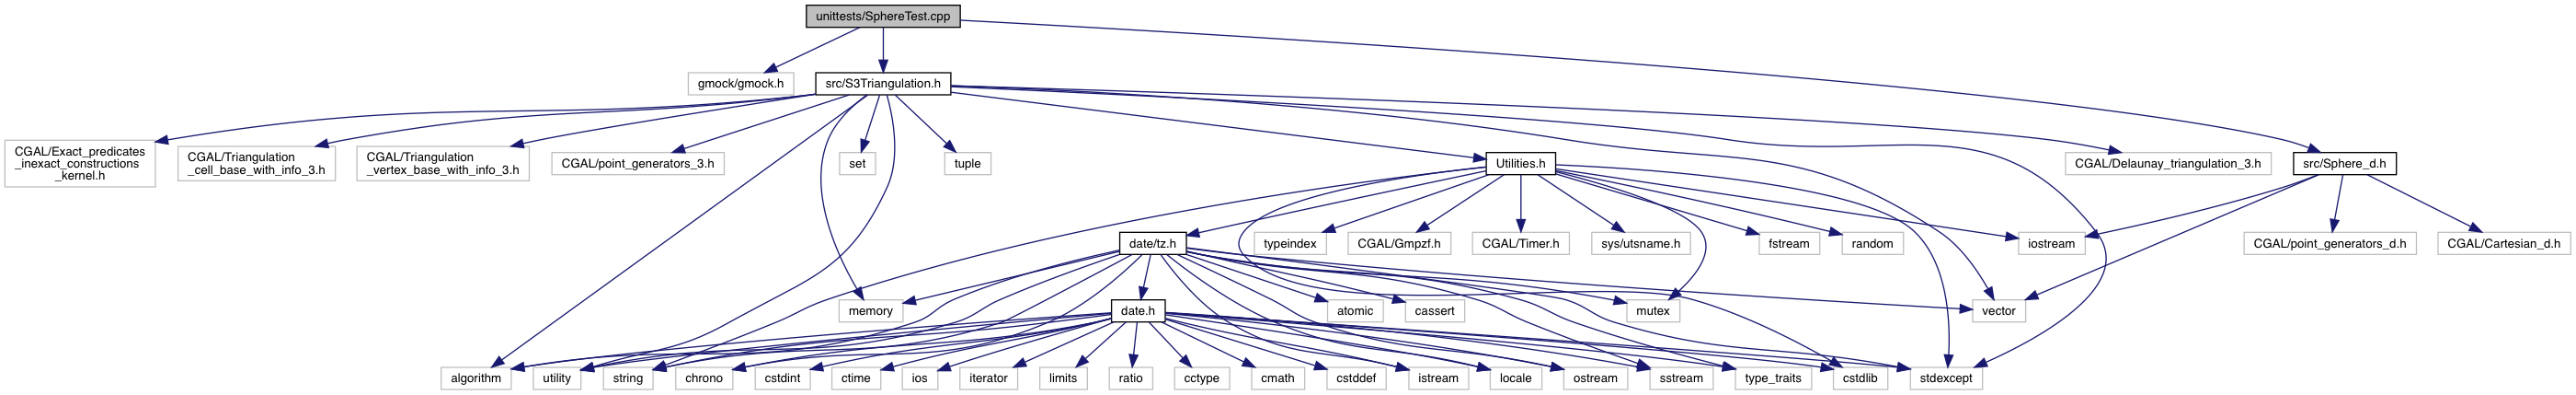 unittests/SphereTest.cpp
gmock/gmock.h
src/S3Triangulation.h
CGAL/Exact_predicates
_inexact_constructions
_kernel.h
CGAL/Triangulation
_cell_base_with_info_3.h
CGAL/Triangulation
_vertex_base_with_info_3.h
CGAL/point_generators_3.h
set
tuple
Utilities.h
CGAL/Delaunay_triangulation_3.h
src/Sphere_d.h
date/tz.h
typeindex
CGAL/Gmpzf.h
CGAL/Timer.h
sys/utsname.h
fstream
random
iostream
CGAL/point_generators_d.h
CGAL/Cartesian_d.h
memory
date.h
atomic
cassert
mutex
vector
algorithm
utility
string
chrono
cstdint
ctime
ios
iterator
limits
ratio
cctype
cmath
cstddef
istream
locale
ostream
sstream
type_traits
cstdlib
stdexcept